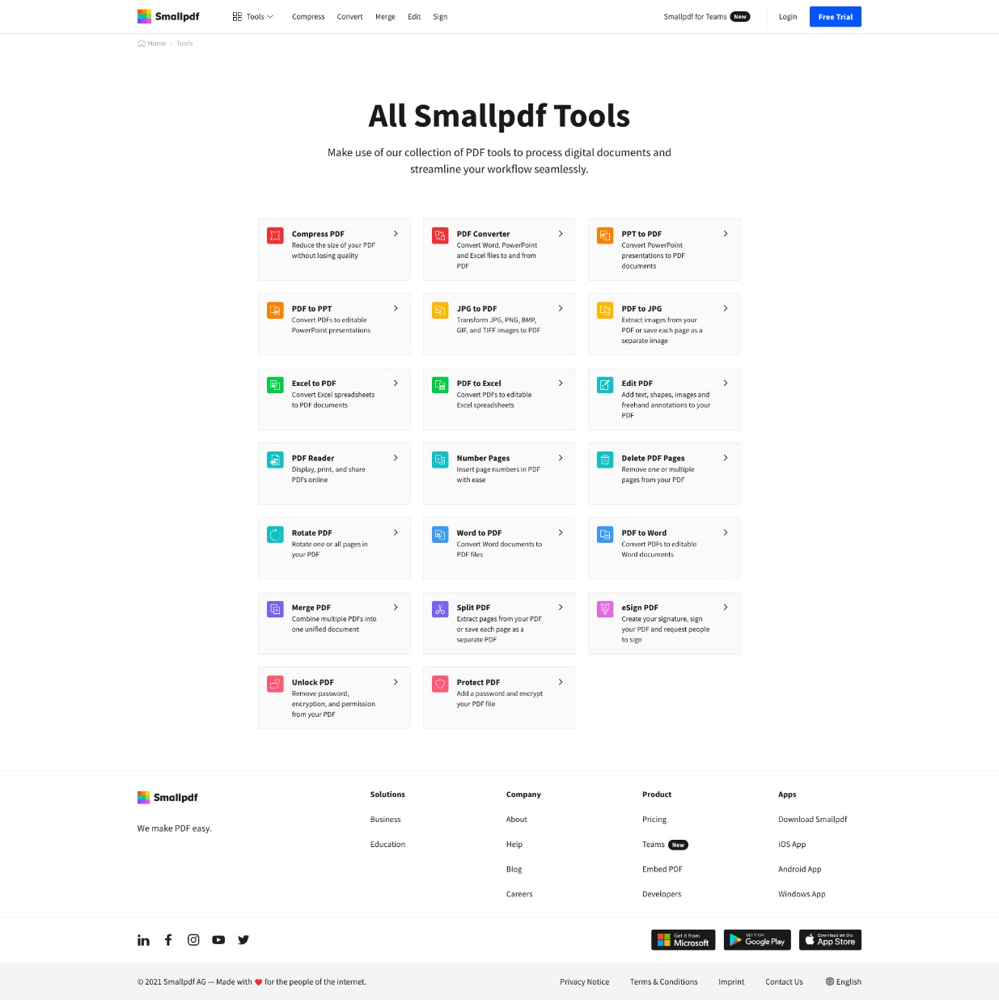 Smallpdf
Tools
Compress
Convert
Merge
Edit
Sign
Smallpdf for Teams New
Login
Free Trial
Home › Tools
All Smallpdf Tools
Make use of our collection of PDF tools to process digital documents and
streamline your workflow seamlessly.
Compress PDF
Reduce the size of your PDF
without losing quality
PDF Converter
Convert Word, PowerPoint
and Excel files to and from
PDF
PPT to PDF
Convert PowerPoint
presentations to PDF
documents
PDF to PPT
Convert PDFs to editable
PowerPoint presentations
JPG to PDF
Transform JPG, PNG, BMP,
GIF, and TIFF images to PDF
PDF to JPG
Extract images from your
PDF or save each page as a
separate image
Excel to PDF
Convert Excel spreadsheets
to PDF documents
PDF to Excel
Convert PDFs to editable
Excel spreadsheets
Edit PDF
Add text, shapes, images and
freehand annotations to your
PDF
PDF Reader
Display, print, and share
PDFs online
Number Pages
Insert page numbers in PDF
with ease
Delete PDF Pages
Remove one or multiple
pages from your PDF
Rotate PDF
Rotate one or all pages in
your PDF
Word to PDF
Convert Word documents to
PDF files
PDF to Word
Convert PDFs to editable
Word documents
Merge PDF
Combine multiple PDFs into
one unified document
Split PDF
Extract pages from your PDF
or save each page as a
separate PDF
eSign PDF
Create your signature, sign
your PDF and request people
to sign
Unlock PDF
Remove password,
encryption, and permission
from your PDF
Protect PDF
Add a password and encrypt
your PDF file
Smallpdf
We make PDF easy.
Solutions
Business
Education
Company
About
Help
Blog
Careers
Product
Pricing
Teams New
Embed PDF
Developers
Apps
Download Smallpdf
iOS App
Android App
Windows App
Get it from
Microsoft
GET IT ON
Google Play
Download on the
App Store
© 2021 Smallpdf AG — Made with ❤ for the people of the internet.
Privacy Notice
Terms & Conditions
Imprint
Contact Us
English